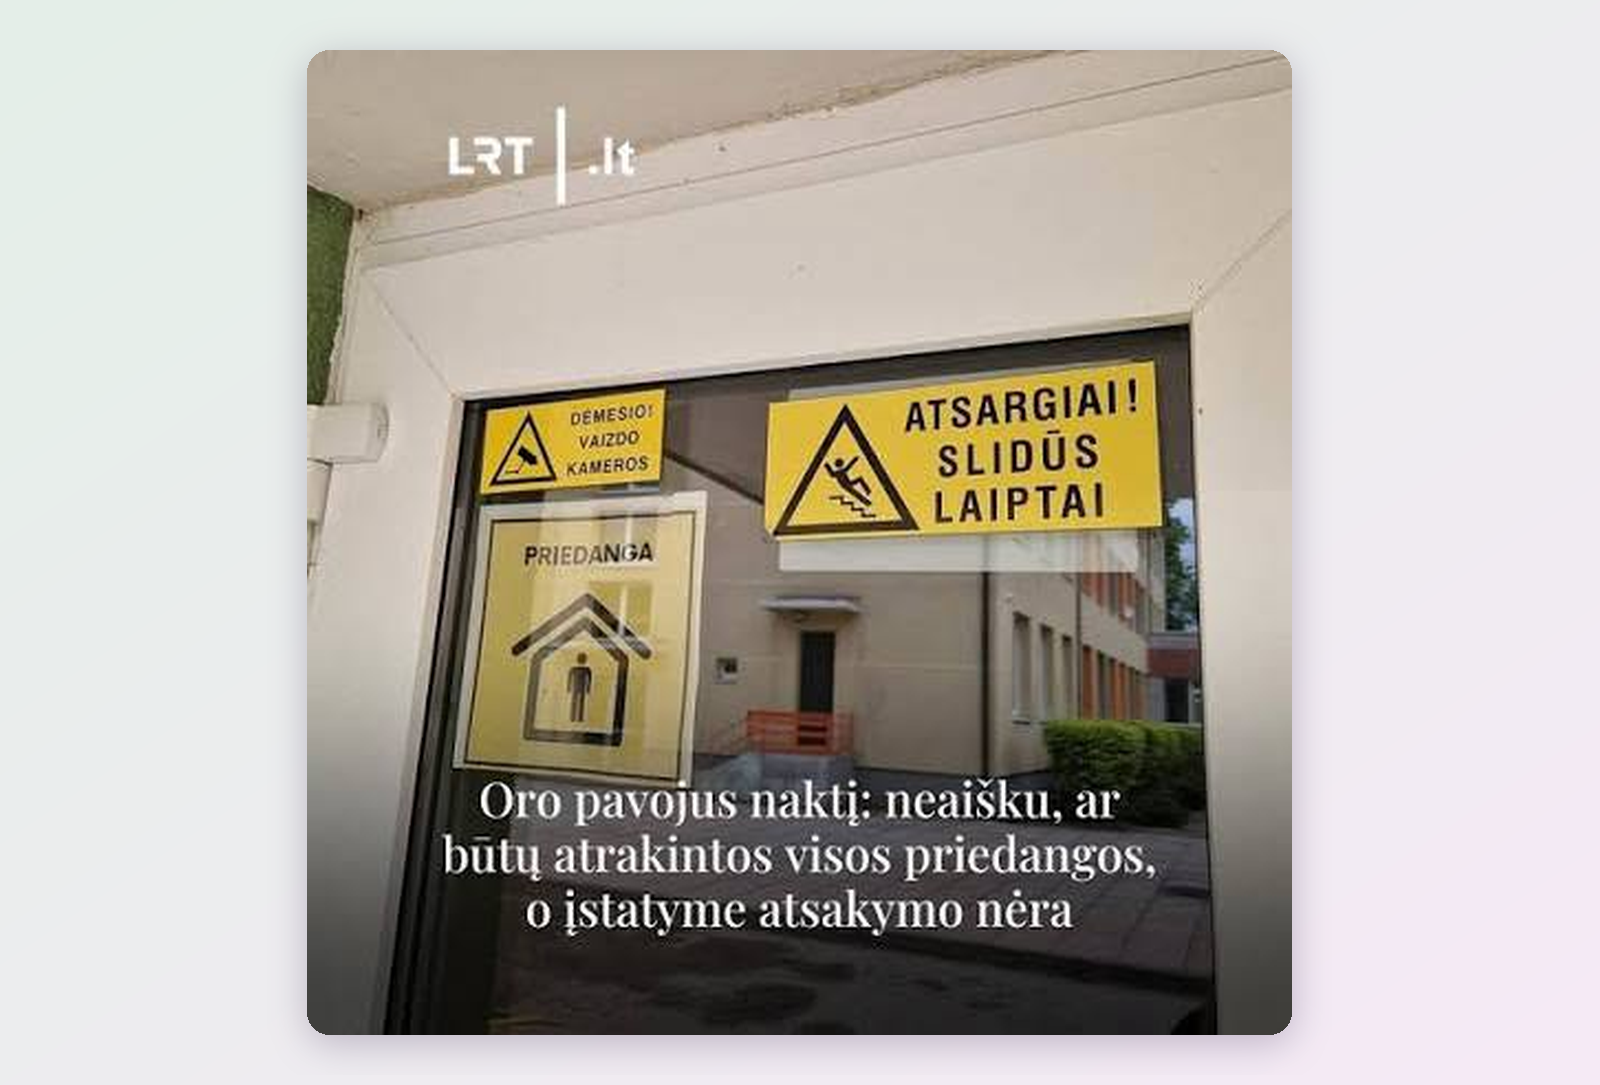 LRT | .lt
DĖMESIO!
VAIZDO
KAMEROS
ATSARGIAI!
SLIDŪS
LAIPTAI
PRIEDANGA
Oro pavojus naktį: neaišku, ar
būtų atrakintos visos priedangos,
o įstatyme atsakymo nėra